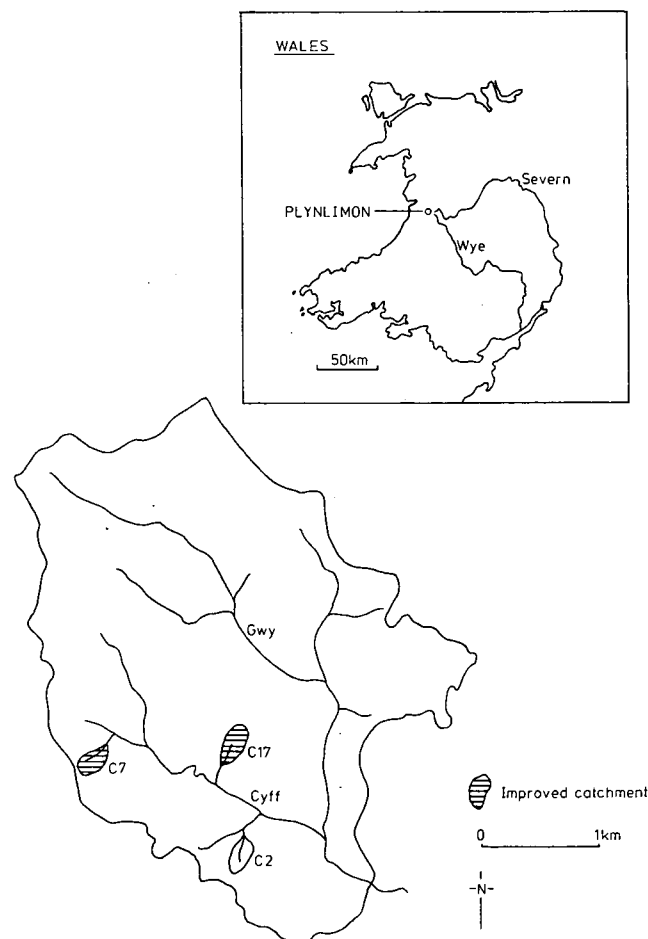 WALES
Severn
PLYNLIMON
Wye
50km
Gwy
C17
C7
Cyff
Improved catchment
C2
0 1km
-N-